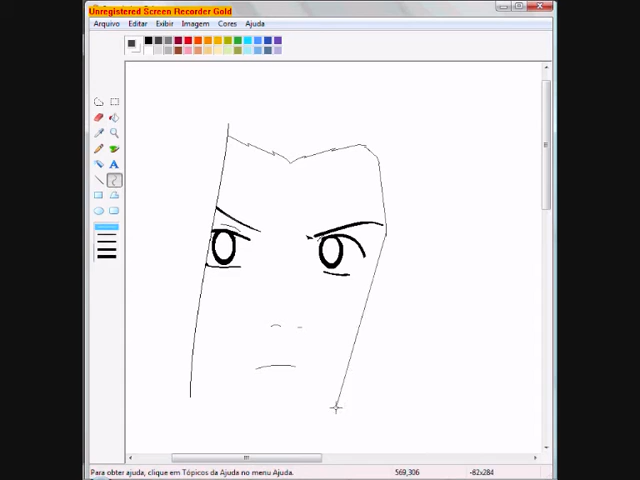 Unregistered Screen Recorder Gold
Arquivo Editar Exibir Imagem Cores Ajuda
A
Para obter ajuda, clique em Tópicos da Ajuda no menu Ajuda. 569,306 -82x284